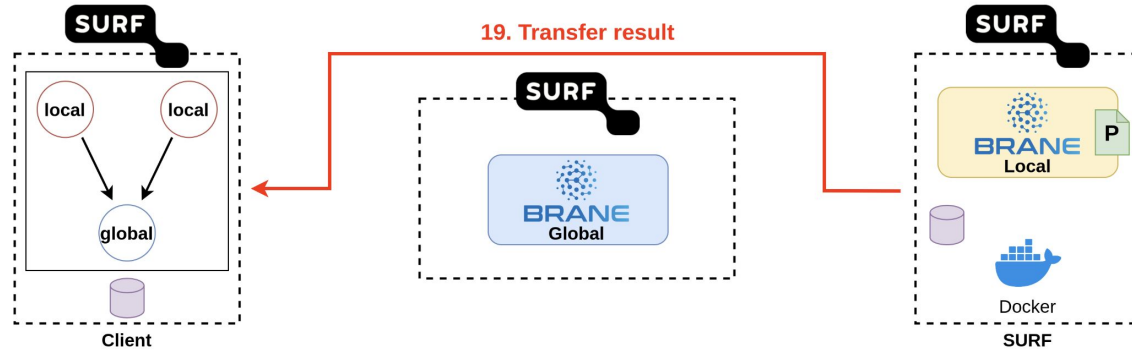 SURF
19. Transfer result
SURF
SURF
local
local
global
Client
BRANE
Global
BRANE
Local
P
Docker
SURF